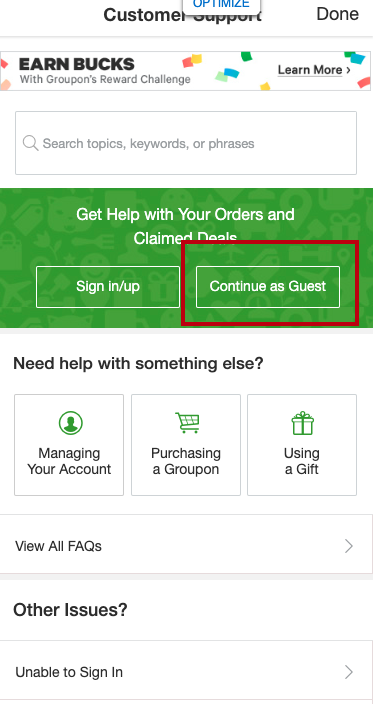 OPTIMIZE
Customer Support
Done
EARN BUCKS
With Groupon's Reward Challenge
Learn More ›
Search topics, keywords, or phrases
Get Help with Your Orders and
Claimed Deals
Sign in/up
Continue as Guest
Need help with something else?
Managing
Your Account
Purchasing
a Groupon
Using
a Gift
View All FAQs
Other Issues?
Unable to Sign In